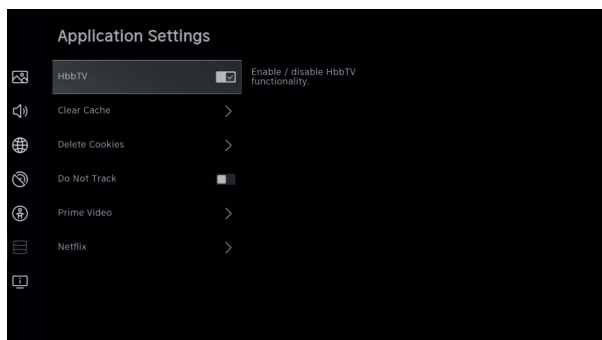 Application Settings
HbbTV
Enable / disable HbbTV
functionality.
Clear Cache
Delete Cookies
Do Not Track
Prime Video
Netflix